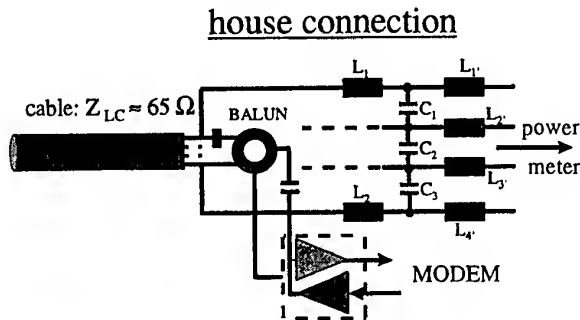 house connection
L₁ L₁'
cable: Z_LC ≈ 65 Ω BALUN C₁
L₂'
power
C₂
meter
L₃'
L₂ C₃
L₄'
MODEM